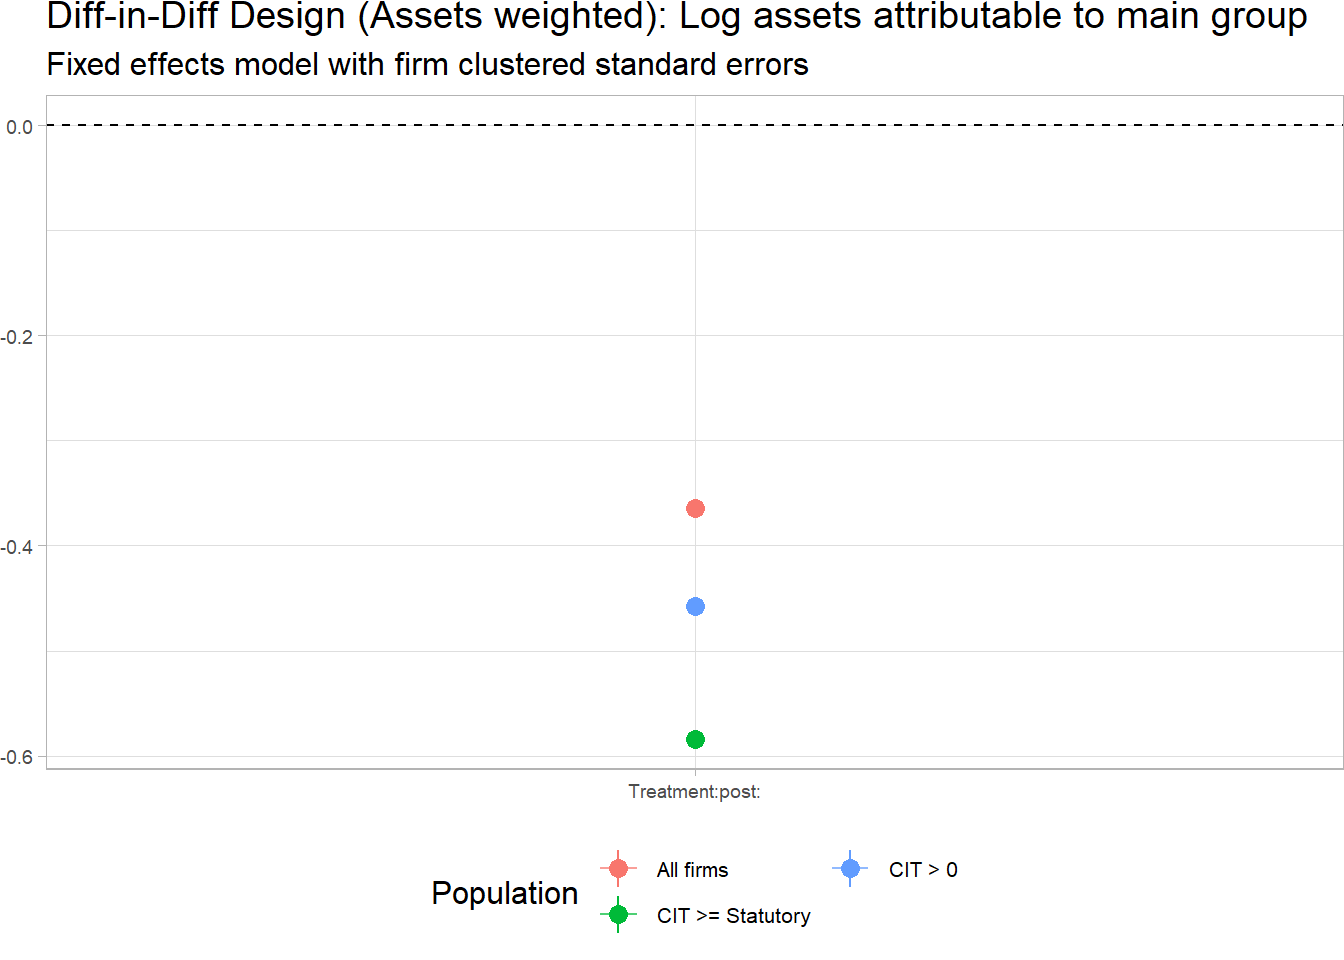 Diff-in-Diff Design (Assets weighted): Log assets attributable to main group
Fixed effects model with firm clustered standard errors
0.0
-0.2
-0.4
-0.6
Treatment:post:
Population
All firms
CIT > 0
CIT >= Statutory